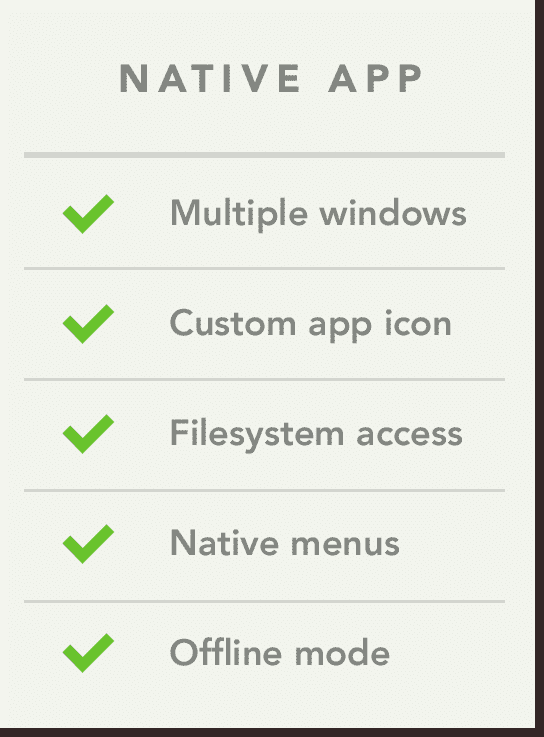 NATIVE APP
Multiple windows
Custom app icon
Filesystem access
Native menus
Offline mode